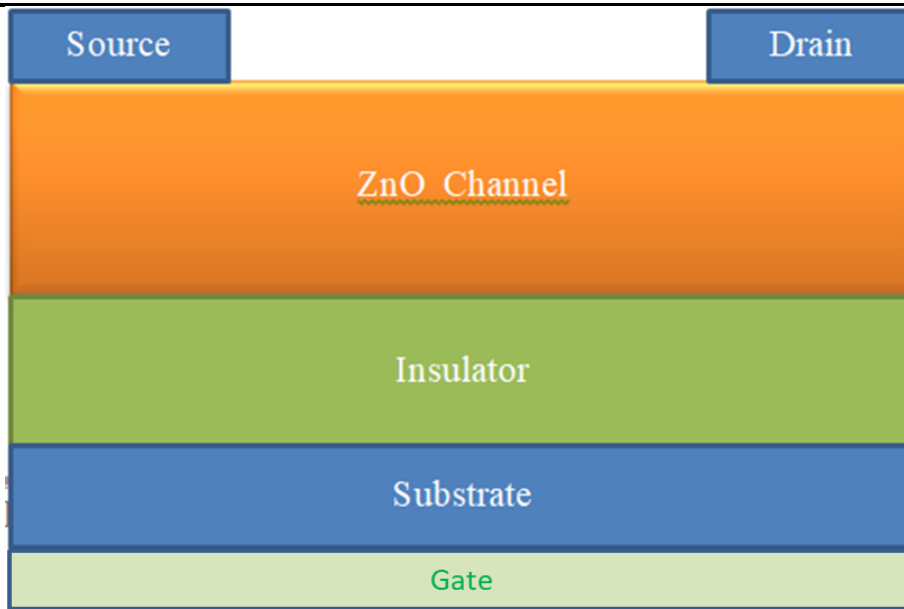 Source
Drain
ZnO Channel
Insulator
Substrate
Gate